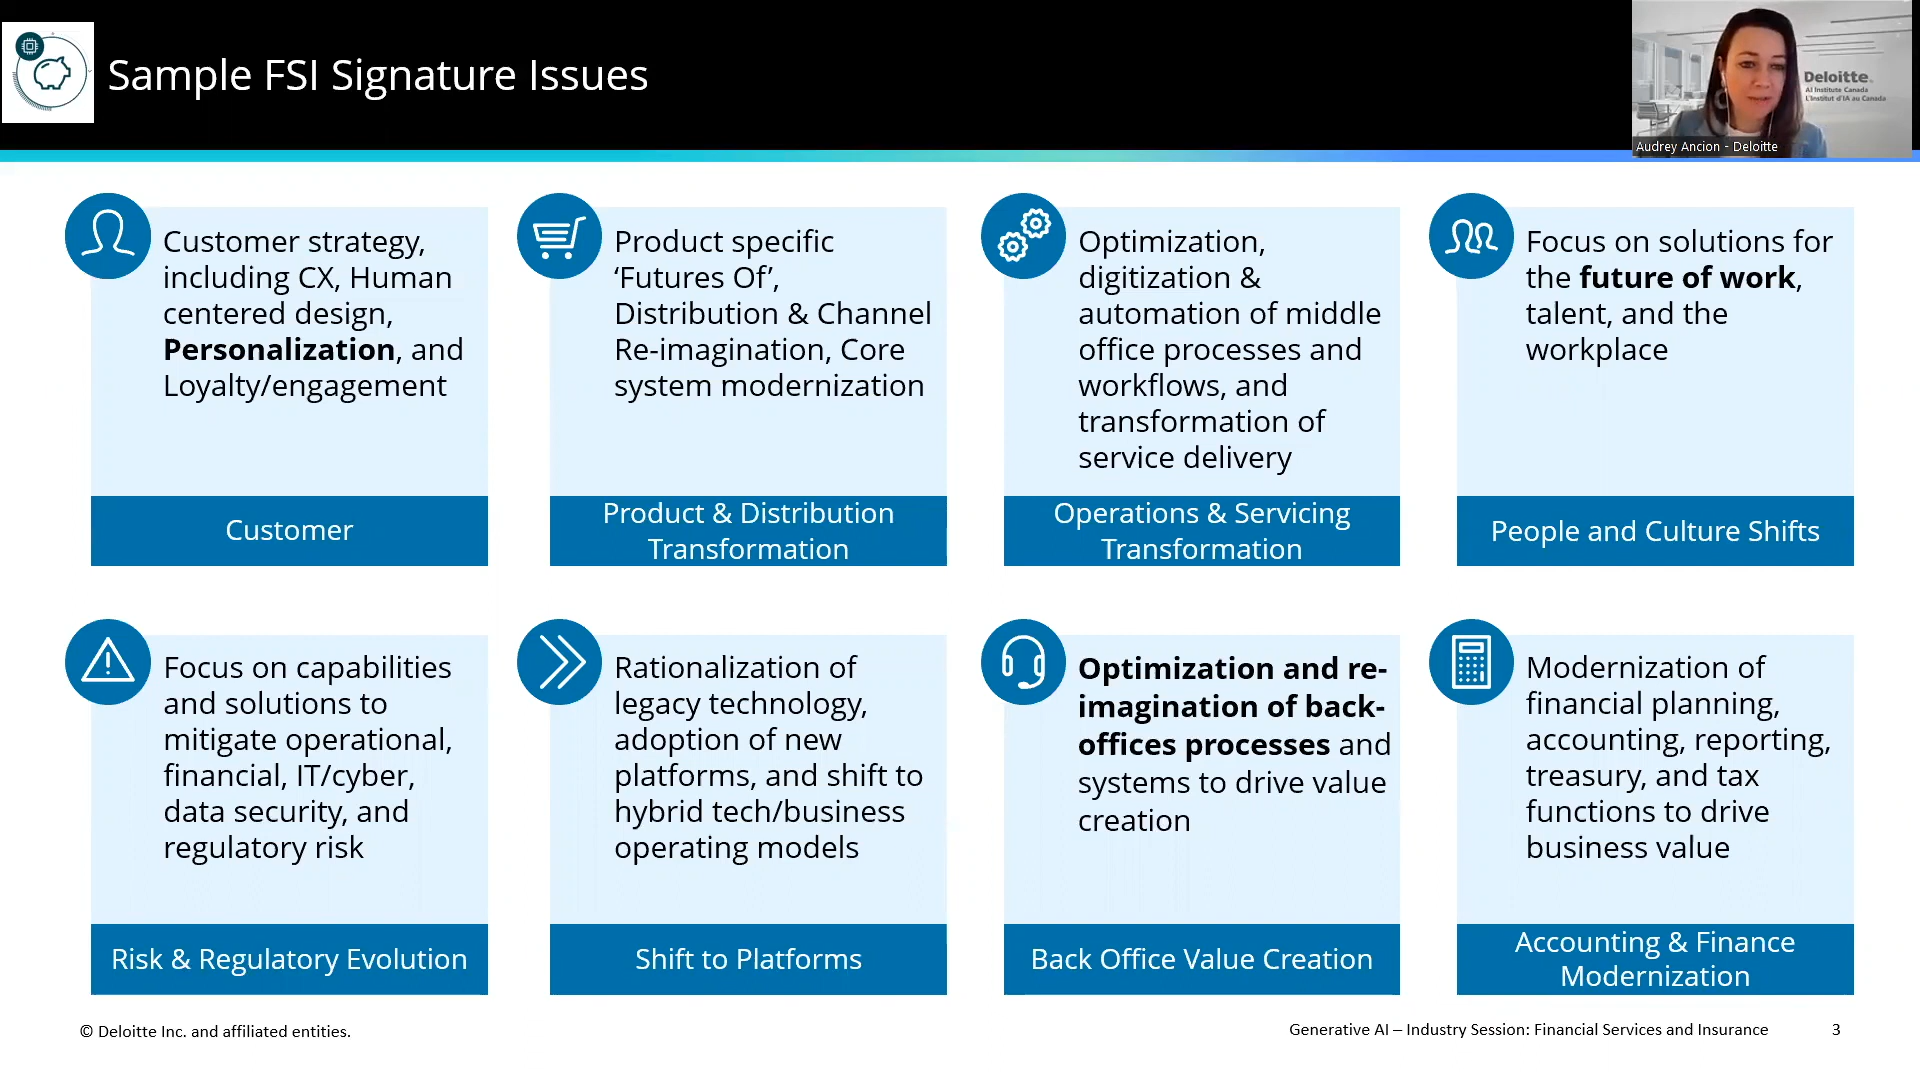 Sample FSI Signature Issues
Deloitte.
AI Institute Canada
L'Institut d'IA au Canada
Audrey Ancion - Deloitte
Customer strategy,
including CX, Human
centered design,
Personalization, and
Loyalty/engagement
Customer
Product specific
‘Futures Of’,
Distribution & Channel
Re-imagination, Core
system modernization
Product & Distribution
Transformation
Optimization,
digitization &
automation of middle
office processes and
workflows, and
transformation of
service delivery
Operations & Servicing
Transformation
Focus on solutions for
the future of work,
talent, and the
workplace
People and Culture Shifts
Focus on capabilities
and solutions to
mitigate operational,
financial, IT/cyber,
data security, and
regulatory risk
Risk & Regulatory Evolution
Rationalization of
legacy technology,
adoption of new
platforms, and shift to
hybrid tech/business
operating models
Shift to Platforms
Optimization and re-
imagination of back-
offices processes and
systems to drive value
creation
Back Office Value Creation
Modernization of
financial planning,
accounting, reporting,
treasury, and tax
functions to drive
business value
Accounting & Finance
Modernization
© Deloitte Inc. and affiliated entities.
Generative AI – Industry Session: Financial Services and Insurance
3